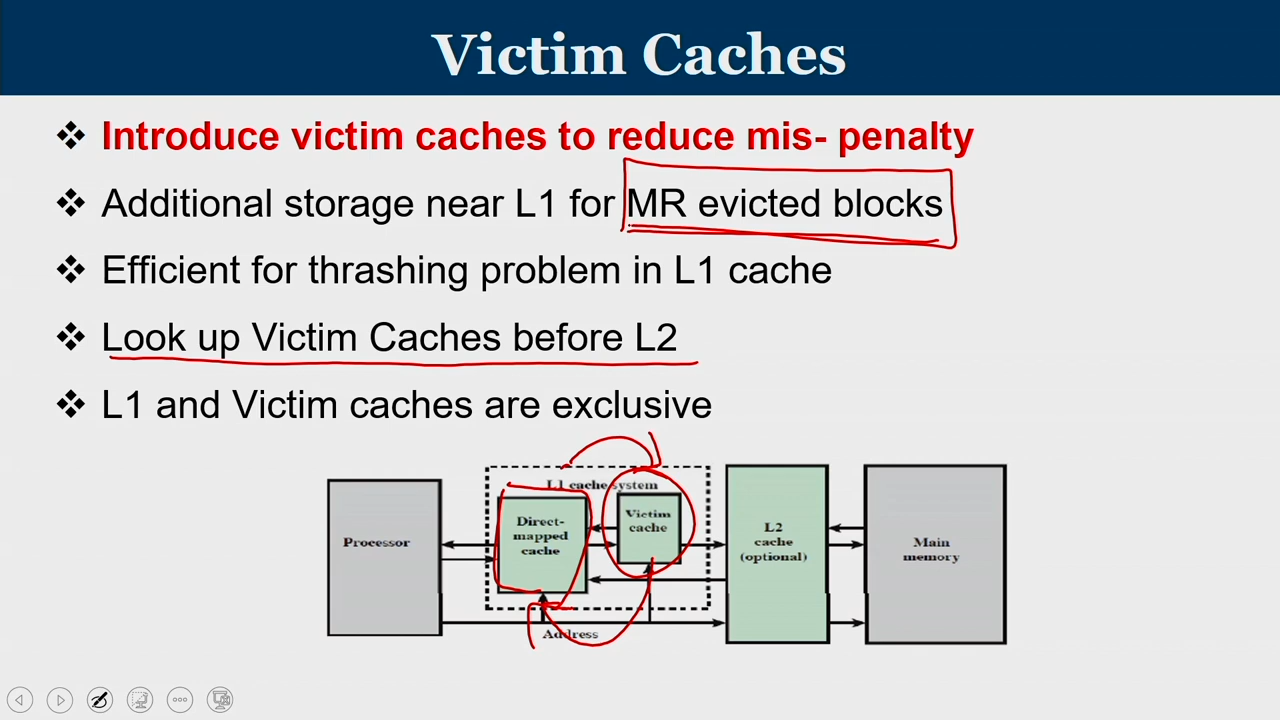 Victim Caches
❖ Introduce victim caches to reduce mis- penalty
❖ Additional storage near L1 for MR evicted blocks
❖ Efficient for thrashing problem in L1 cache
❖ Look up Victim Caches before L2
❖ L1 and Victim caches are exclusive
L1 cache system
Processor
Direct-
mapped
cache
Victim
cache
L2
cache
(optional)
Main
memory
Address